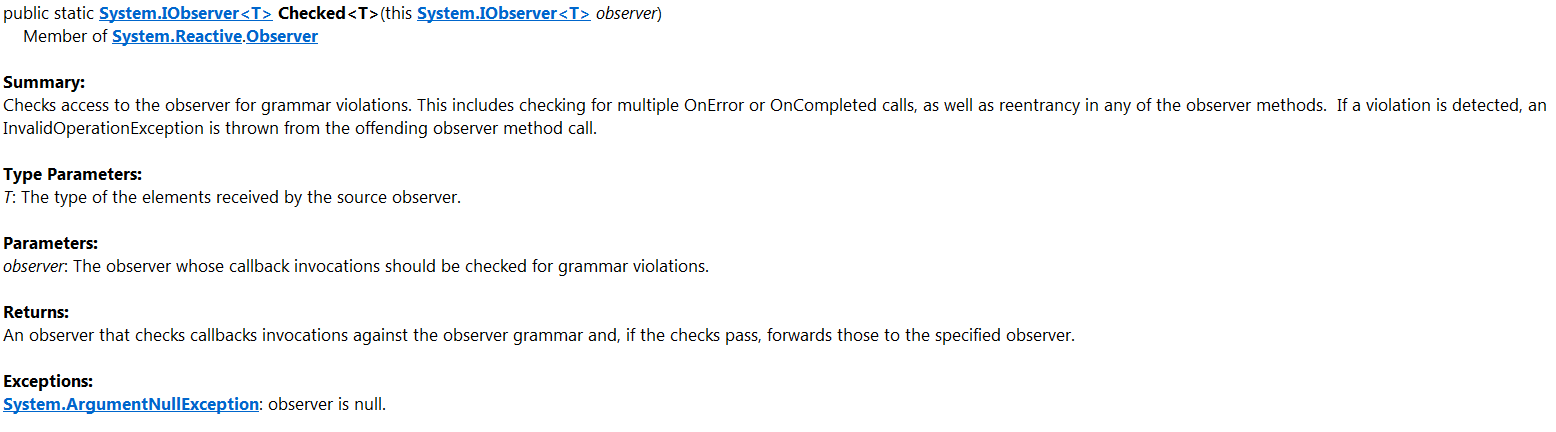 public static System.IObserver<T> Checked<T>(this System.IObserver<T> observer)
Member of System.Reactive.Observer
Summary:
Checks access to the observer for grammar violations. This includes checking for multiple OnError or OnCompleted calls, as well as reentrancy in any of the observer methods.  If a violation is detected, an
InvalidOperationException is thrown from the offending observer method call.
Type Parameters:
T: The type of the elements received by the source observer.
Parameters:
observer: The observer whose callback invocations should be checked for grammar violations.
Returns:
An observer that checks callbacks invocations against the observer grammar and, if the checks pass, forwards those to the specified observer.
Exceptions:
System.ArgumentNullException: observer is null.